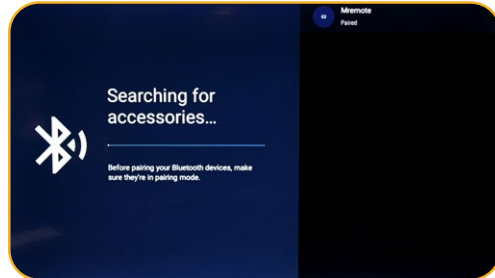 Mremote
Paired
Searching for
accessories...
Before pairing your Bluetooth devices, make
sure they're in pairing mode.